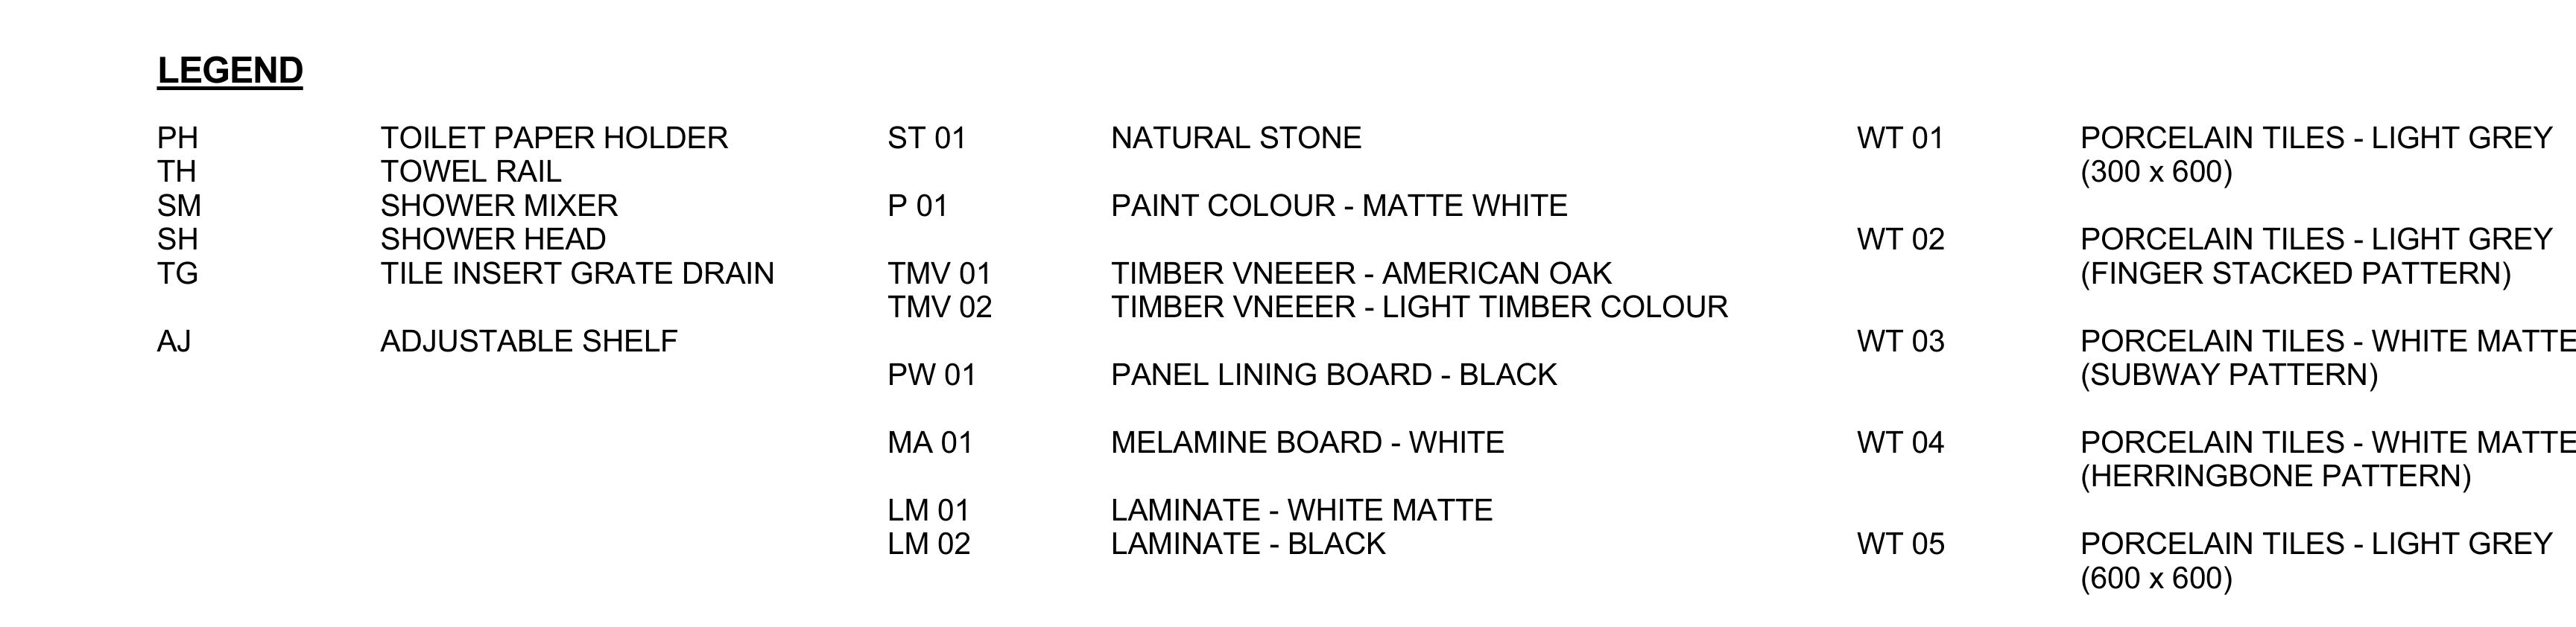 LEGEND
PH TOILET PAPER HOLDER
TH TOWEL RAIL
SM SHOWER MIXER
SH SHOWER HEAD
TG TILE INSERT GRATE DRAIN
AJ ADJUSTABLE SHELF
ST 01 NATURAL STONE
P 01 PAINT COLOUR - MATTE WHITE
TMV 01 TIMBER VNEEER - AMERICAN OAK
TMV 02 TIMBER VNEEER - LIGHT TIMBER COLOUR
PW 01 PANEL LINING BOARD - BLACK
MA 01 MELAMINE BOARD - WHITE
LM 01 LAMINATE - WHITE MATTE
LM 02 LAMINATE - BLACK
WT 01 PORCELAIN TILES - LIGHT GREY
(300 x 600)
WT 02 PORCELAIN TILES - LIGHT GREY
(FINGER STACKED PATTERN)
WT 03 PORCELAIN TILES - WHITE MATTE
(SUBWAY PATTERN)
WT 04 PORCELAIN TILES - WHITE MATTE
(HERRINGBONE PATTERN)
WT 05 PORCELAIN TILES - LIGHT GREY
(600 x 600)